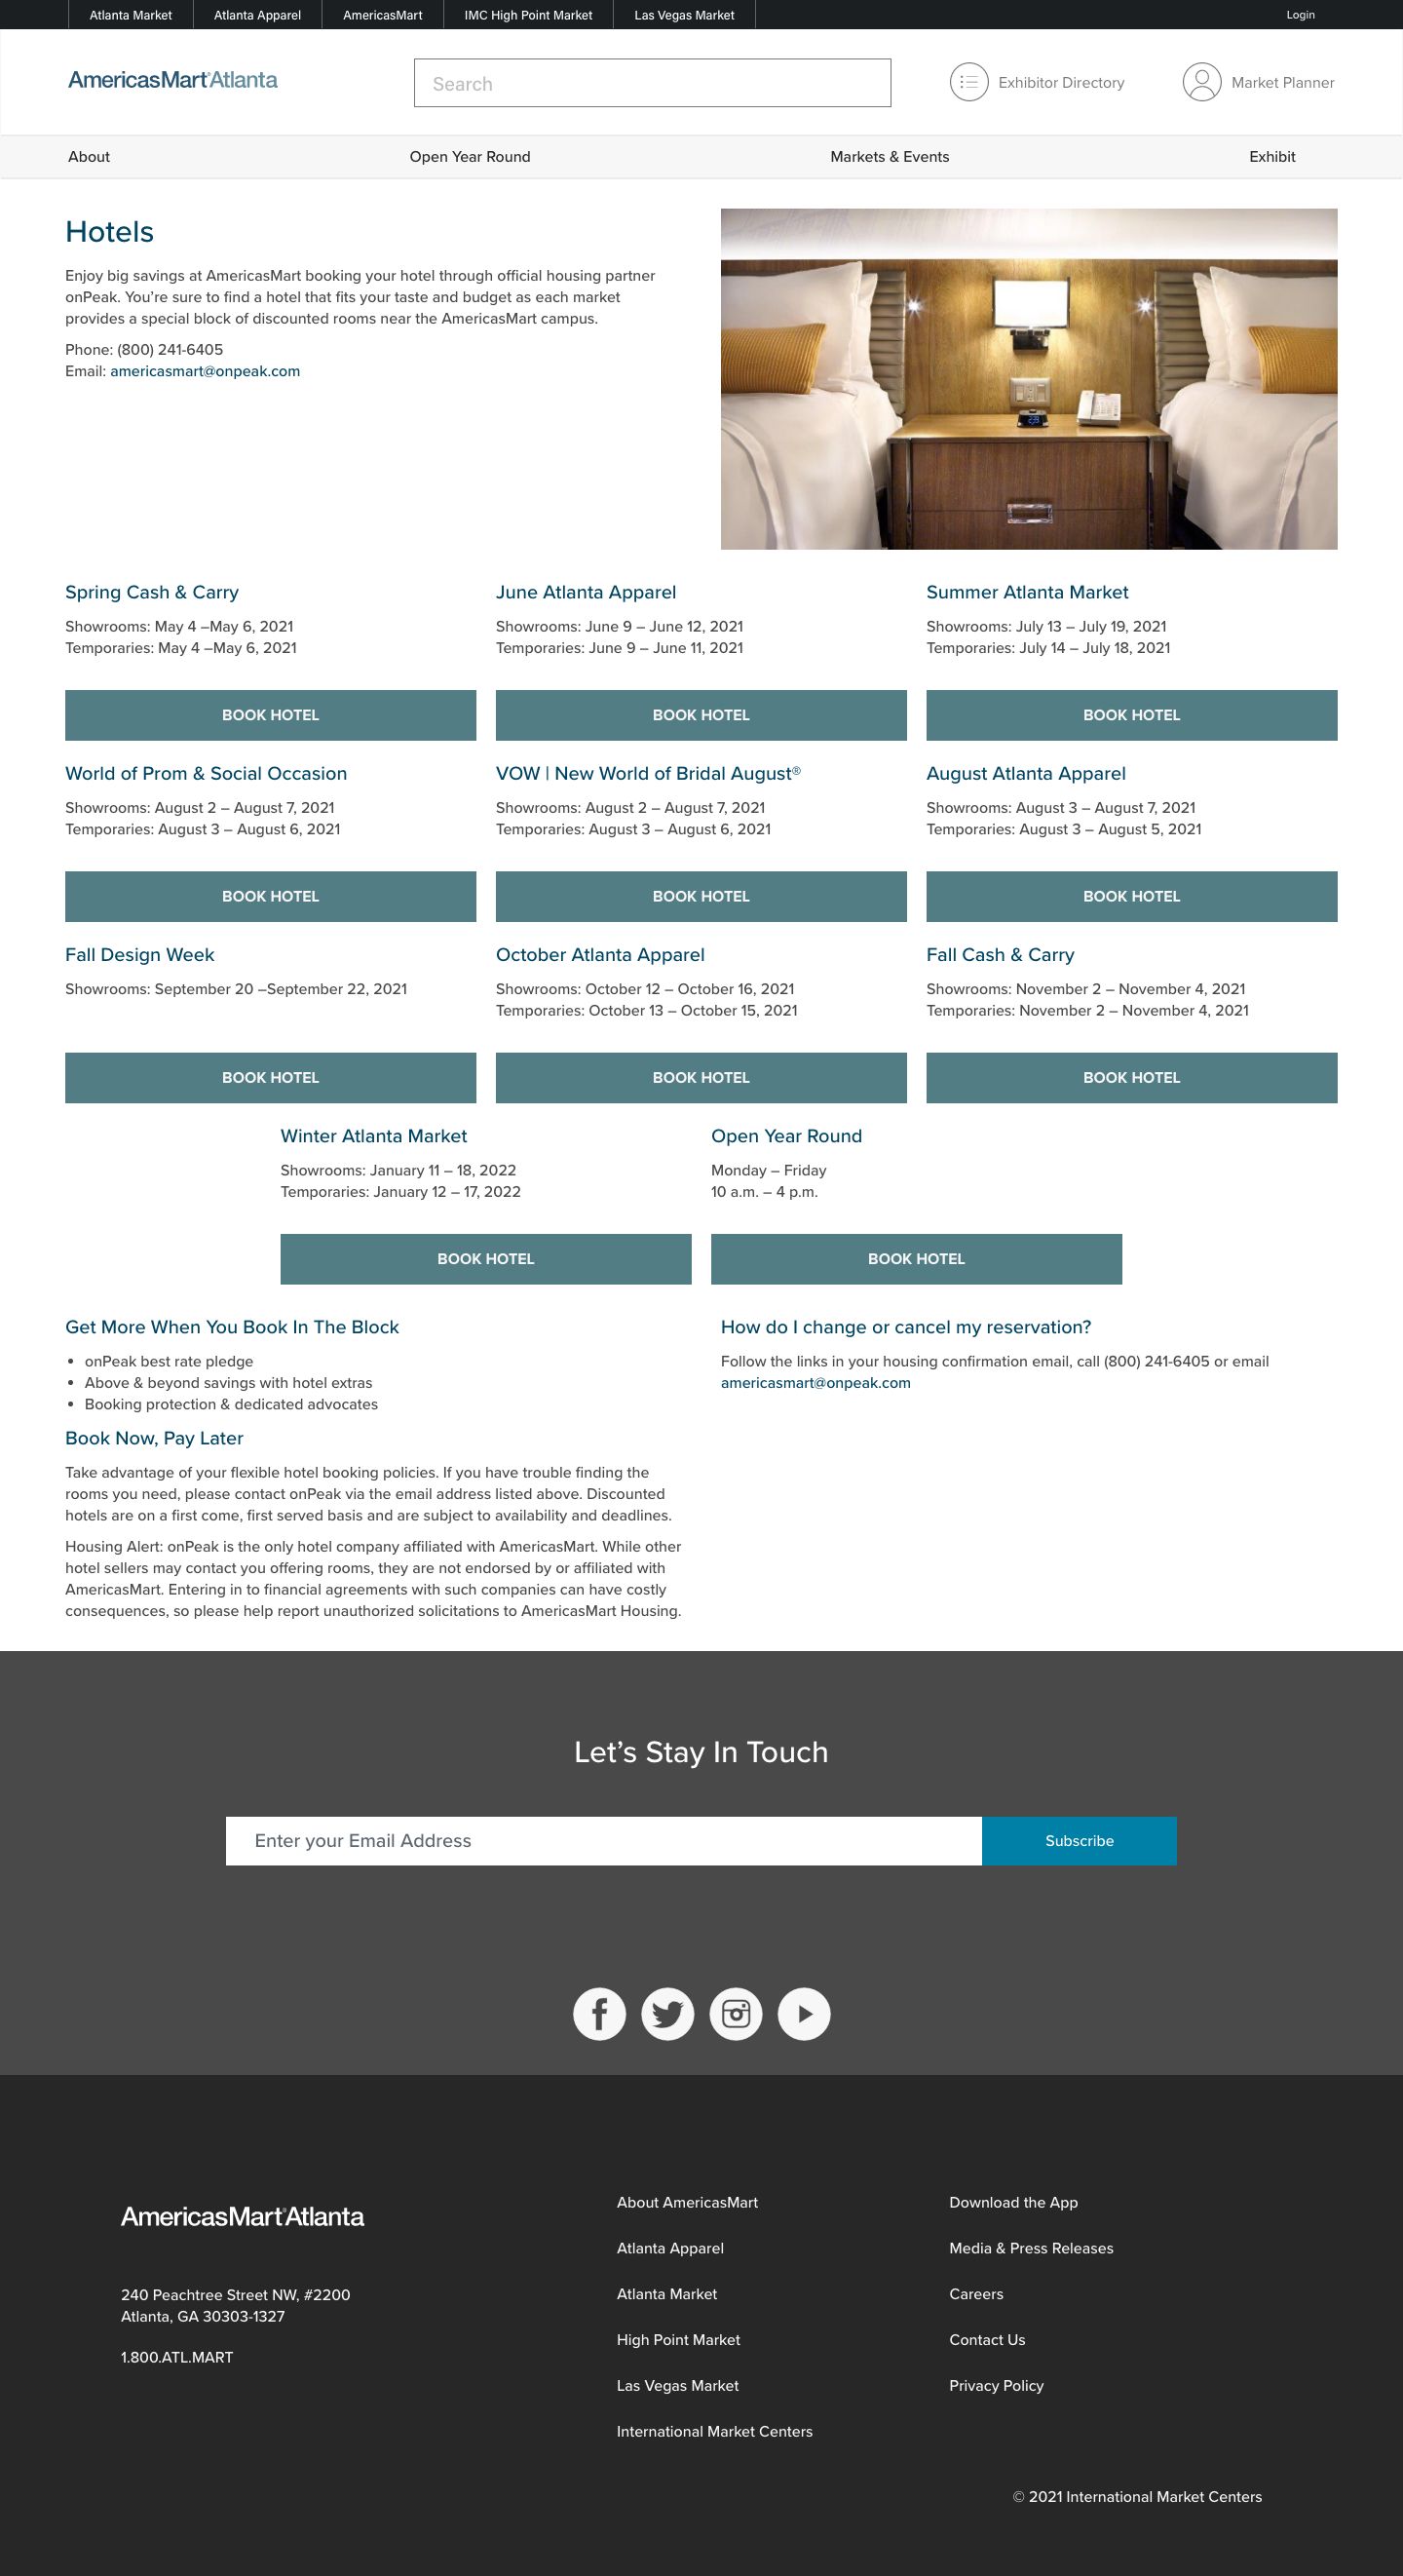 Atlanta Market
Atlanta Apparel
AmericasMart
IMC High Point Market
Las Vegas Market
Login
AmericasMart®Atlanta
Search
Exhibitor Directory
Market Planner
About
Open Year Round
Markets & Events
Exhibit
Hotels
Enjoy big savings at AmericasMart booking your hotel through official housing partner
onPeak. You’re sure to find a hotel that fits your taste and budget as each market
provides a special block of discounted rooms near the AmericasMart campus.
Phone: (800) 241-6405
Email: americasmart@onpeak.com
Spring Cash & Carry
Showrooms: May 4 –May 6, 2021
Temporaries: May 4 –May 6, 2021
BOOK HOTEL
June Atlanta Apparel
Showrooms: June 9 – June 12, 2021
Temporaries: June 9 – June 11, 2021
BOOK HOTEL
Summer Atlanta Market
Showrooms: July 13 – July 19, 2021
Temporaries: July 14 – July 18, 2021
BOOK HOTEL
World of Prom & Social Occasion
Showrooms: August 2 – August 7, 2021
Temporaries: August 3 – August 6, 2021
BOOK HOTEL
VOW | New World of Bridal August®
Showrooms: August 2 – August 7, 2021
Temporaries: August 3 – August 6, 2021
BOOK HOTEL
August Atlanta Apparel
Showrooms: August 3 – August 7, 2021
Temporaries: August 3 – August 5, 2021
BOOK HOTEL
Fall Design Week
Showrooms: September 20 –September 22, 2021
BOOK HOTEL
October Atlanta Apparel
Showrooms: October 12 – October 16, 2021
Temporaries: October 13 – October 15, 2021
BOOK HOTEL
Fall Cash & Carry
Showrooms: November 2 – November 4, 2021
Temporaries: November 2 – November 4, 2021
BOOK HOTEL
Winter Atlanta Market
Showrooms: January 11 – 18, 2022
Temporaries: January 12 – 17, 2022
BOOK HOTEL
Open Year Round
Monday – Friday
10 a.m. – 4 p.m.
BOOK HOTEL
Get More When You Book In The Block
• onPeak best rate pledge
• Above & beyond savings with hotel extras
• Booking protection & dedicated advocates
Book Now, Pay Later
Take advantage of your flexible hotel booking policies. If you have trouble finding the
rooms you need, please contact onPeak via the email address listed above. Discounted
hotels are on a first come, first served basis and are subject to availability and deadlines.
Housing Alert: onPeak is the only hotel company affiliated with AmericasMart. While other
hotel sellers may contact you offering rooms, they are not endorsed by or affiliated with
AmericasMart. Entering in to financial agreements with such companies can have costly
consequences, so please help report unauthorized solicitations to AmericasMart Housing.
How do I change or cancel my reservation?
Follow the links in your housing confirmation email, call (800) 241-6405 or email
americasmart@onpeak.com
Let’s Stay In Touch
Enter your Email Address
Subscribe
AmericasMart®Atlanta
240 Peachtree Street NW, #2200
Atlanta, GA 30303-1327
1.800.ATL.MART
About AmericasMart
Atlanta Apparel
Atlanta Market
High Point Market
Las Vegas Market
International Market Centers
Download the App
Media & Press Releases
Careers
Contact Us
Privacy Policy
© 2021 International Market Centers